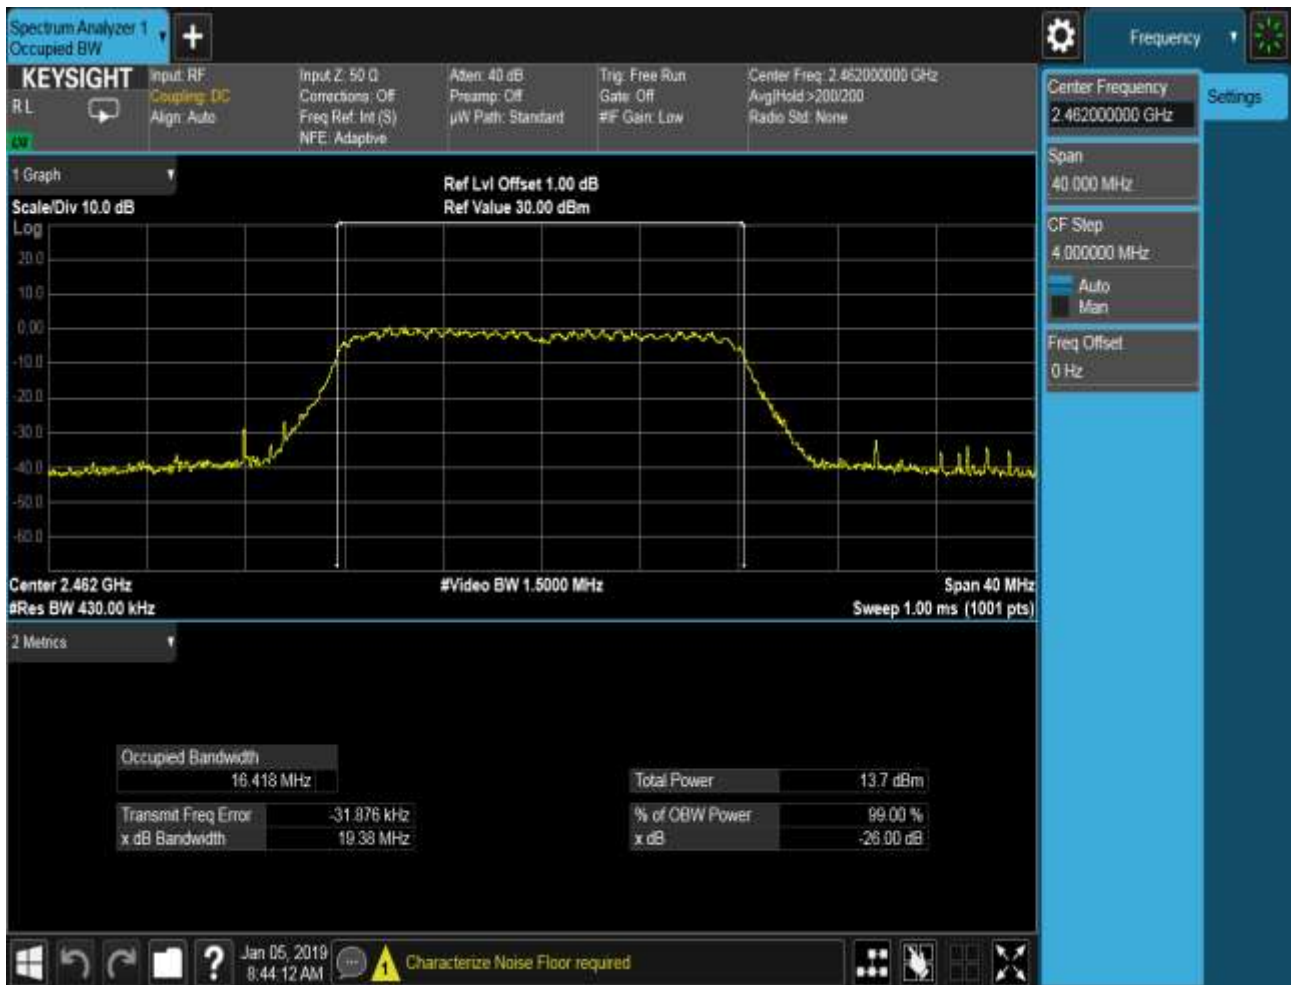 Spectrum Analyzer 1
Occupied BW
Frequency
KEYSIGHT
R L
Input: RF
Coupling: DC
Align: Auto
Input Z: 50 Ω
Corrections: Off
Freq Ref: Int (S)
NFE: Adaptive
Atten: 40 dB
Preamp: Off
µW Path: Standard
Trig: Free Run
Gate: Off
#IF Gain: Low
Center Freq: 2.462000000 GHz
Avg|Hold >200/200
Radio Std: None
Center Frequency
2.462000000 GHz
Settings
Span
40.000 MHz
CF Step
4.000000 MHz
Auto
Man
Freq Offset
0 Hz
1 Graph
Scale/Div 10.0 dB
Ref Lvl Offset 1.00 dB
Ref Value 30.00 dBm
Log
20.0
10.0
0.00
-10.0
-20.0
-30.0
-40.0
-50.0
-60.0
Center 2.462 GHz
#Video BW 1.5000 MHz
Span 40 MHz
#Res BW 430.00 kHz
Sweep 1.00 ms (1001 pts)
2 Metrics
Occupied Bandwidth
16.418 MHz
Transmit Freq Error -31.876 kHz
x dB Bandwidth 19.38 MHz
Total Power 13.7 dBm
% of OBW Power 99.00 %
x dB -26.00 dB
?
Jan 05, 2019
8:44:12 AM
1
Characterize Noise Floor required